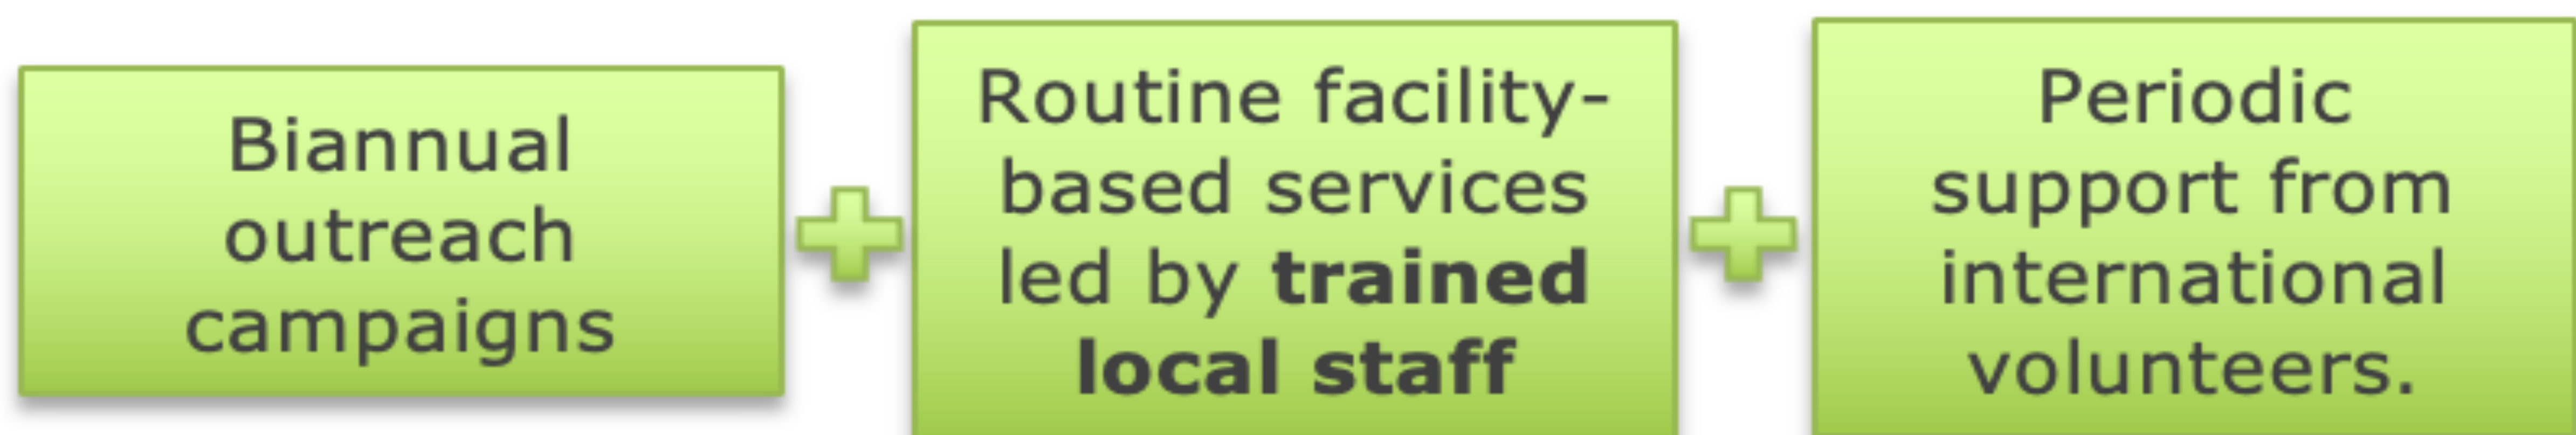 Biannual
outreach
campaigns
Routine facility-
based services
led by trained
local staff
Periodic
support from
international
volunteers.